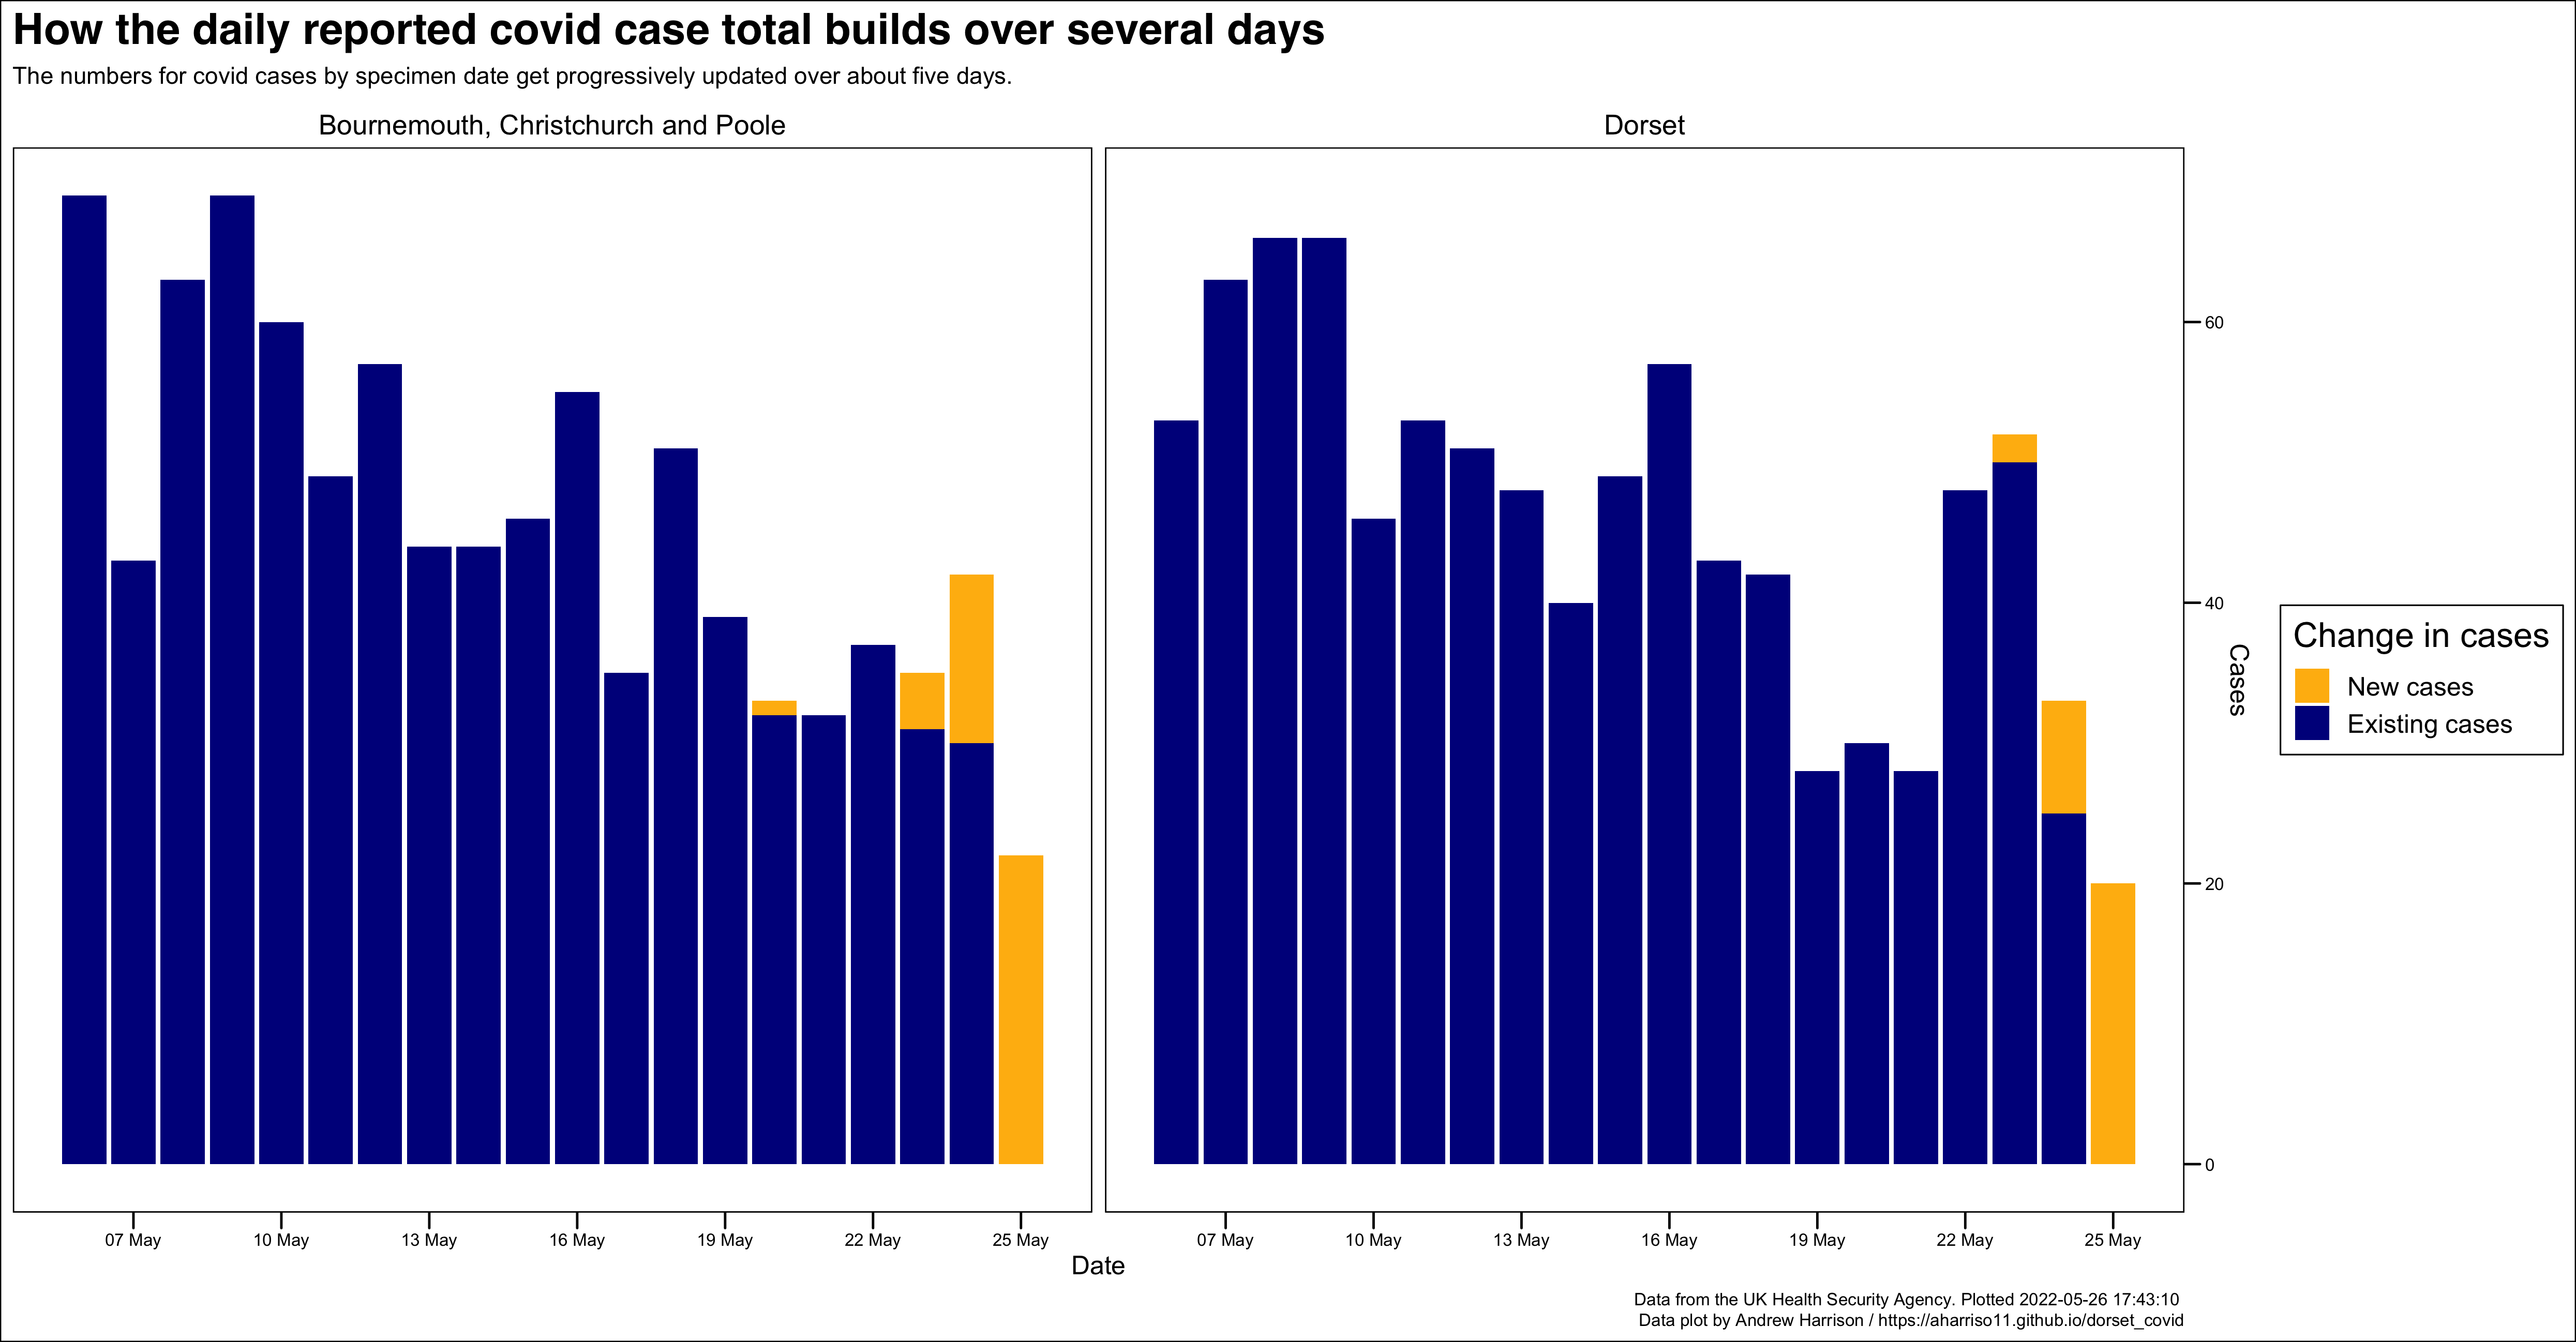 How the daily reported covid case total builds over several days
The numbers for covid cases by specimen date get progressively updated over about five days.
Bournemouth, Christchurch and Poole
Dorset
60
40
20
0
Cases
Change in cases
New cases
Existing cases
07 May
10 May
13 May
16 May
19 May
22 May
25 May
07 May
10 May
13 May
16 May
19 May
22 May
25 May
Date
Data from the UK Health Security Agency. Plotted 2022-05-26 17:43:10
Data plot by Andrew Harrison / https://aharriso11.github.io/dorset_covid